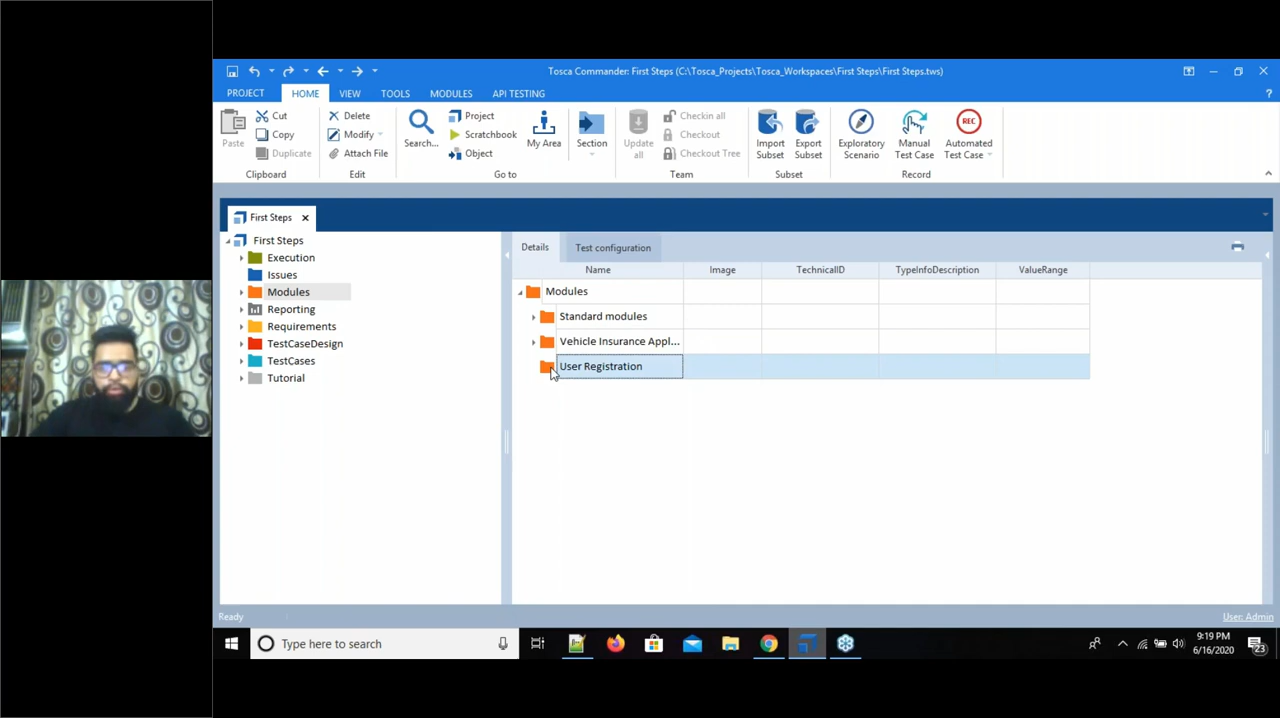 Tosca Commander: First Steps (C:\Tosca_Projects\Tosca_Workspaces\First Steps\First Steps.tws)
PROJECT HOME VIEW TOOLS MODULES API TESTING ?
Paste
Cut
Copy
Duplicate
Clipboard
Delete
Modify
Attach File
Edit
Search...
Project
Scratchbook
Object
My Area
Section
Go to
Update all
Checkin all
Checkout
Checkout Tree
Team
Import Subset
Export Subset
Subset
Exploratory Scenario
Manual Test Case
REC
Automated Test Case
Record
First Steps
First Steps
Execution
Issues
Modules
Reporting
Requirements
TestCaseDesign
TestCases
Tutorial
Details Test configuration
Name Image TechnicalID TypeInfoDescription ValueRange
Modules
Standard modules
Vehicle Insurance Appl...
User Registration
Ready User: Admin
Type here to search
9:19 PM
6/16/2020
23